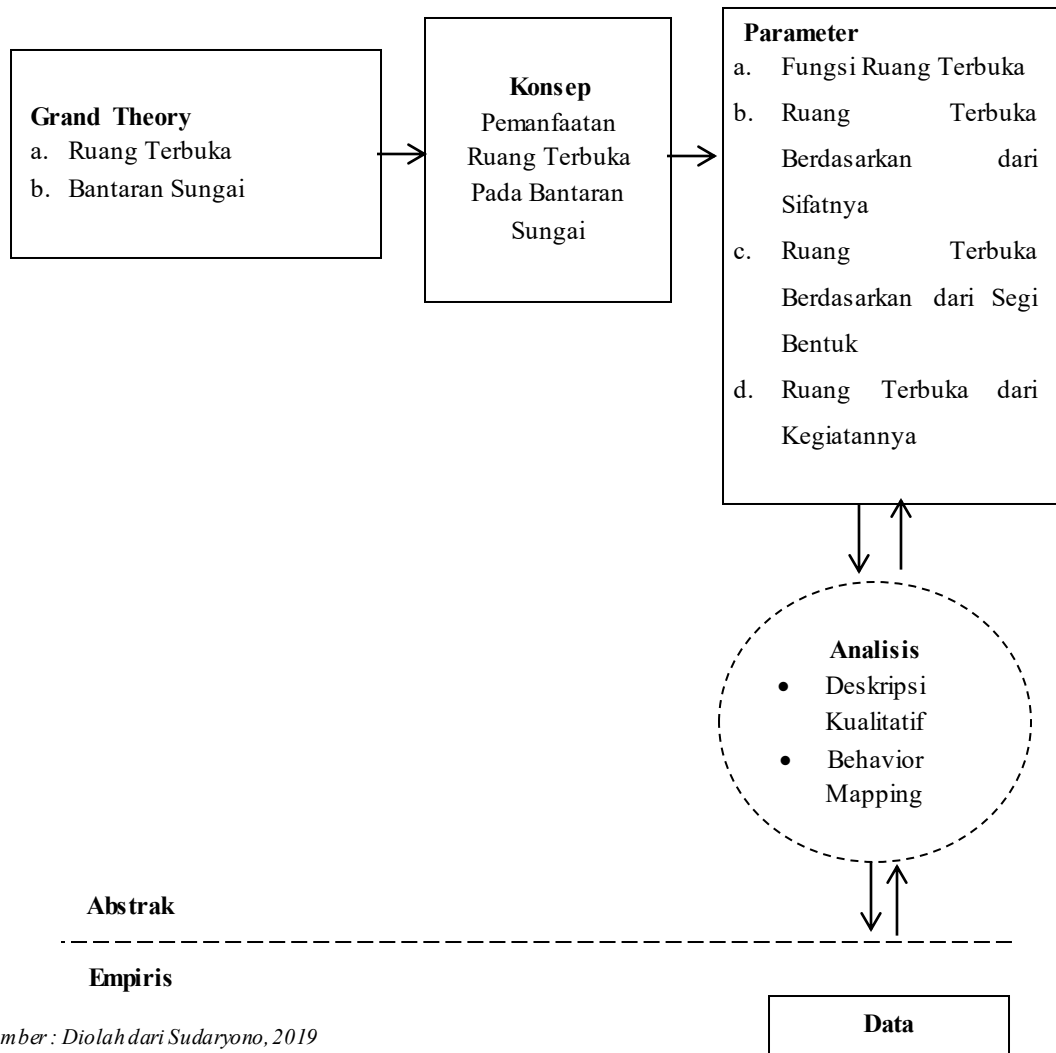 Grand Theory
a. Ruang Terbuka
b. Bantaran Sungai
Konsep
Pemanfaatan
Ruang Terbuka
Pada Bantaran
Sungai
Parameter
a. Fungsi Ruang Terbuka
b. Ruang Terbuka
Berdasarkan dari
Sifatnya
c. Ruang Terbuka
Berdasarkan dari Segi
Bentuk
d. Ruang Terbuka dari
Kegiatannya
Analisis
• Deskripsi
Kualitatif
• Behavior
Mapping
Abstrak
Empiris
Data
mber : Diolah dari Sudaryono, 2019